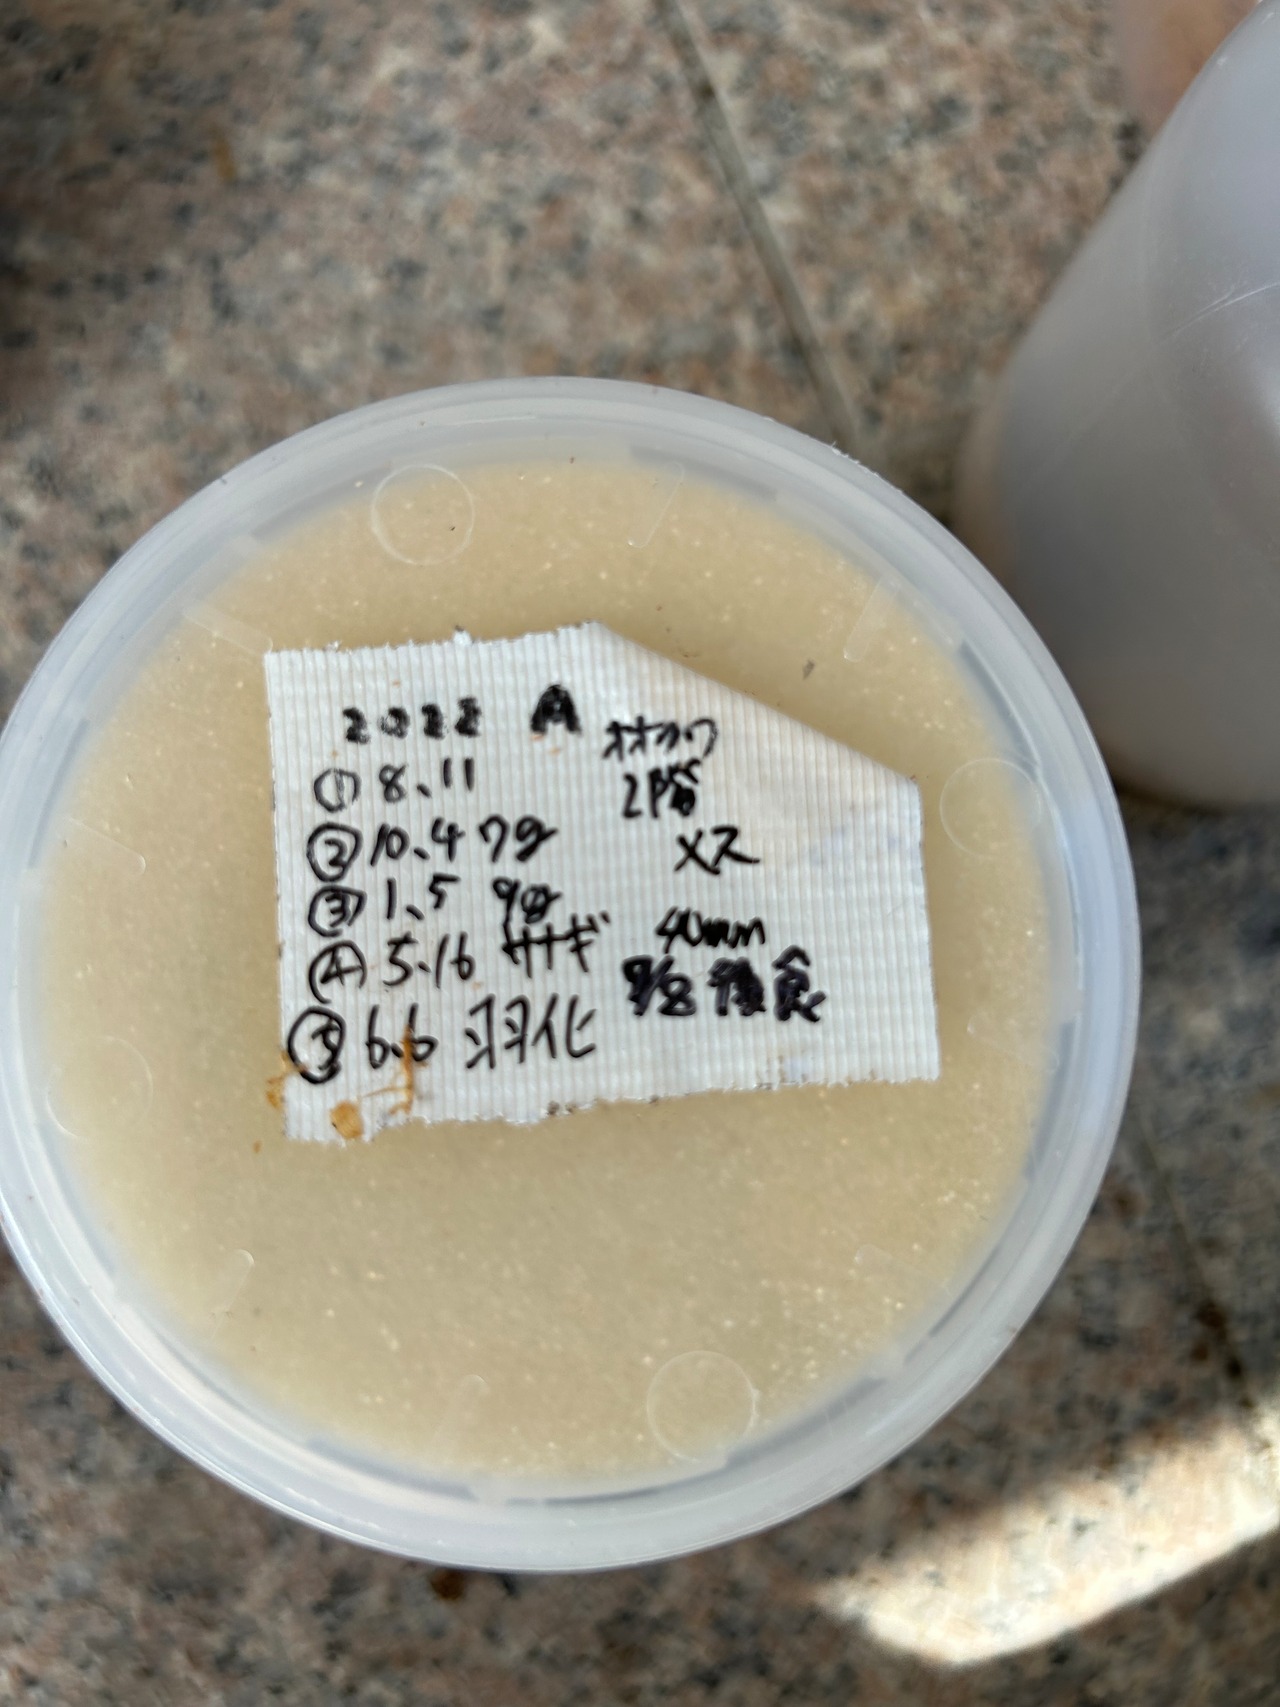 2022 A オオクワ
① 8.11 2階
② 10.4 7g メス
③ 1.5 9g
④ 5.16 サナギ 40mm
⑤ 6.6 羽化 9/8 後食